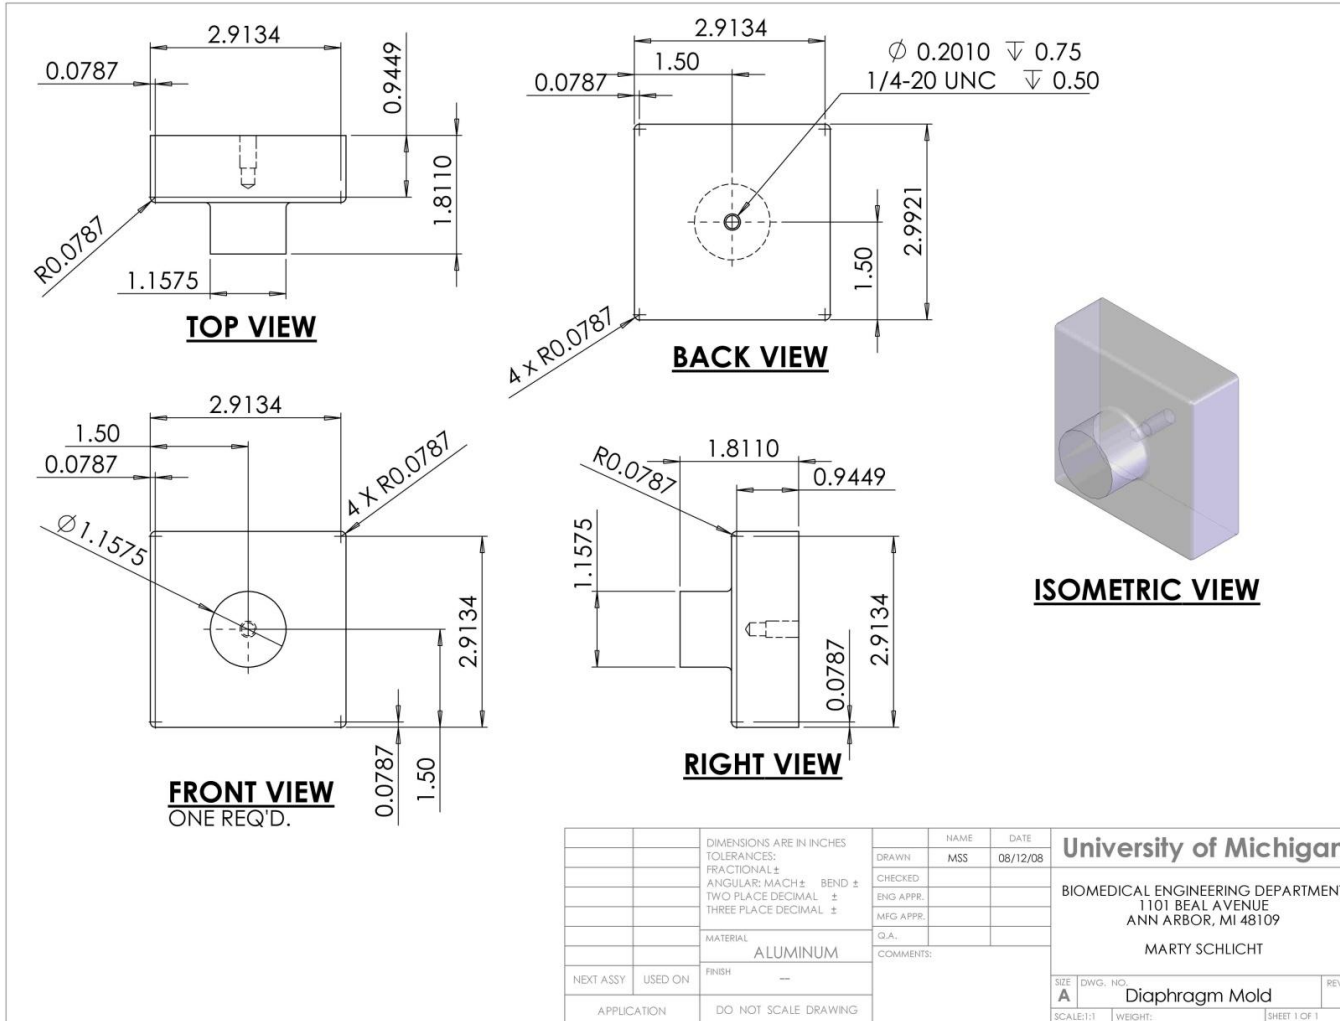 2.9134
0.0787
0.9449
1.8110
R0.0787
1.1575
TOP VIEW
2.9134
1.50
0.0787
∅ 0.2010 ↧ 0.75
1/4-20 UNC ↧ 0.50
2.9921
1.50
4 x R0.0787
BACK VIEW
2.9134
1.50
0.0787
4 X R0.0787
∅1.1575
2.9134
0.0787
1.50
FRONT VIEW
ONE REQ'D.
1.8110
R0.0787
0.9449
1.1575
2.9134
0.0787
RIGHT VIEW
ISOMETRIC VIEW
DIMENSIONS ARE IN INCHES
TOLERANCES:
FRACTIONAL±
ANGULAR: MACH± BEND ±
TWO PLACE DECIMAL ±
THREE PLACE DECIMAL ±
MATERIAL
ALUMINUM
FINISH
--
NEXT ASSY USED ON
APPLICATION
DO NOT SCALE DRAWING
NAME DATE
DRAWN MSS 08/12/08
CHECKED
ENG APPR.
MFG APPR.
Q.A.
COMMENTS:
University of Michigan
BIOMEDICAL ENGINEERING DEPARTMENT
1101 BEAL AVENUE
ANN ARBOR, MI 48109
MARTY SCHLICHT
SIZE DWG. NO. REV
A Diaphragm Mold
SCALE:1:1 WEIGHT: SHEET 1 OF 1